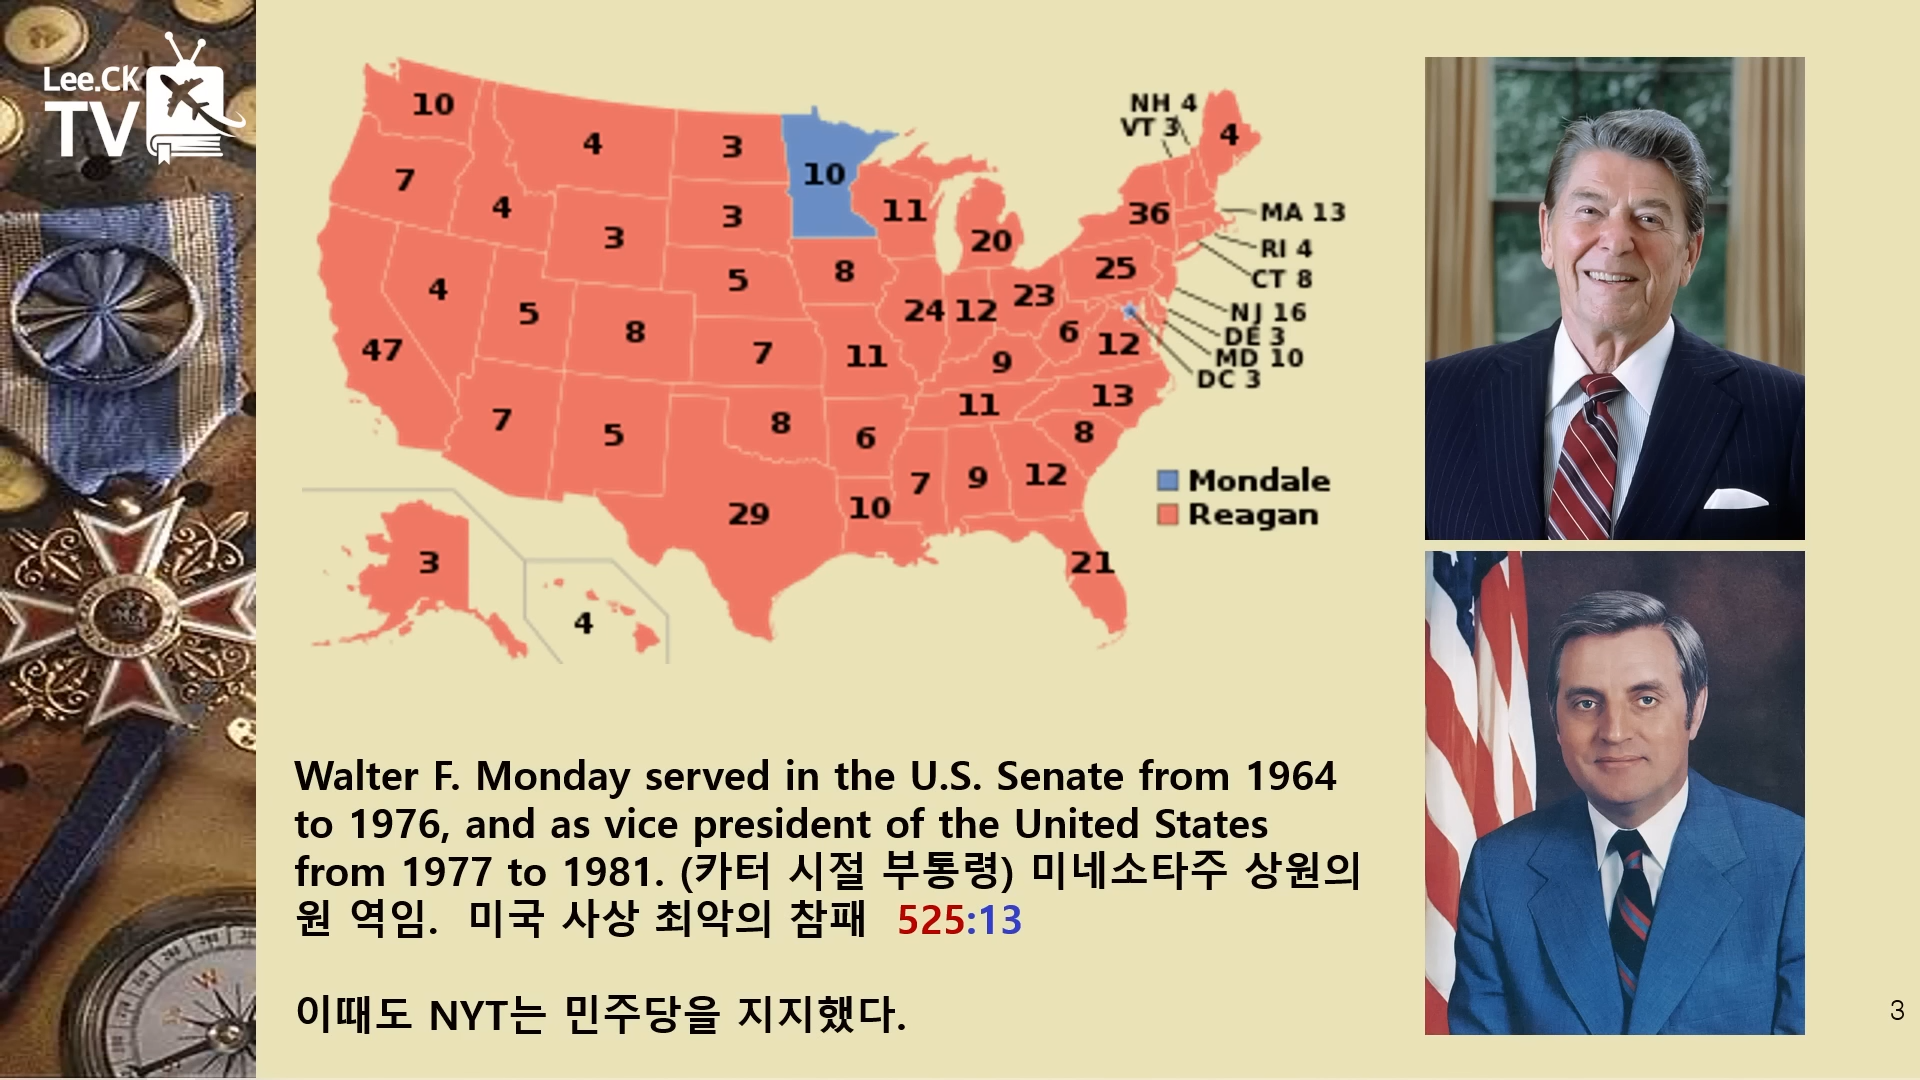 Lee.CK
TV
10
4
3
10
NH 4
VT 3
4
7
4
3
3
11
20
36
MA 13
RI 4
CT 8
4
5
8
5
8
24
12
23
25
NJ 16
DE 3
MD 10
DC 3
47
7
11
9
6
12
7
5
8
6
11
13
8
29
10
7
9
12
21
3
4
Mondale
Reagan
Walter F. Monday served in the U.S. Senate from 1964
to 1976, and as vice president of the United States
from 1977 to 1981. (카터 시절 부통령) 미네소타주 상원의
원 역임.  미국 사상 최악의 참패  525:13
이때도 NYT는 민주당을 지지했다.
3